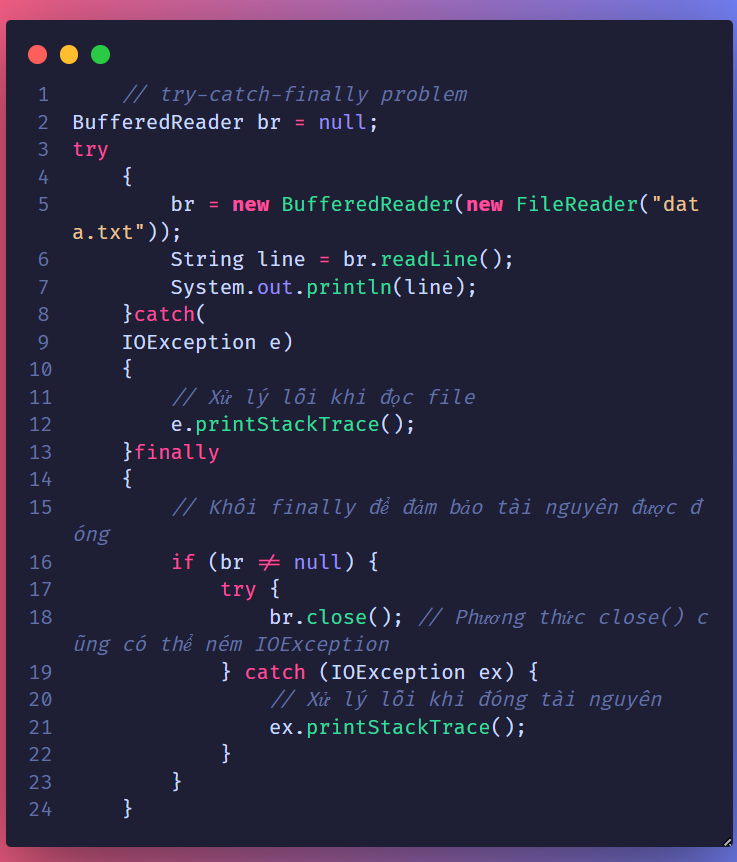 1 // try-catch-finally problem
2 BufferedReader br = null;
3 try
4 {
5 br = new BufferedReader(new FileReader("dat
a.txt"));
6 String line = br.readLine();
7 System.out.println(line);
8 }catch(
9 IOException e)
10 {
11 // Xử lý lỗi khi đọc file
12 e.printStackTrace();
13 }finally
14 {
15 // Khối finally để đảm bảo tài nguyên được đ
óng
16 if (br != null) {
17 try {
18 br.close(); // Phương thức close() c
ũng có thể ném IOException
19 } catch (IOException ex) {
20 // Xử lý lỗi khi đóng tài nguyên
21 ex.printStackTrace();
22 }
23 }
24 }